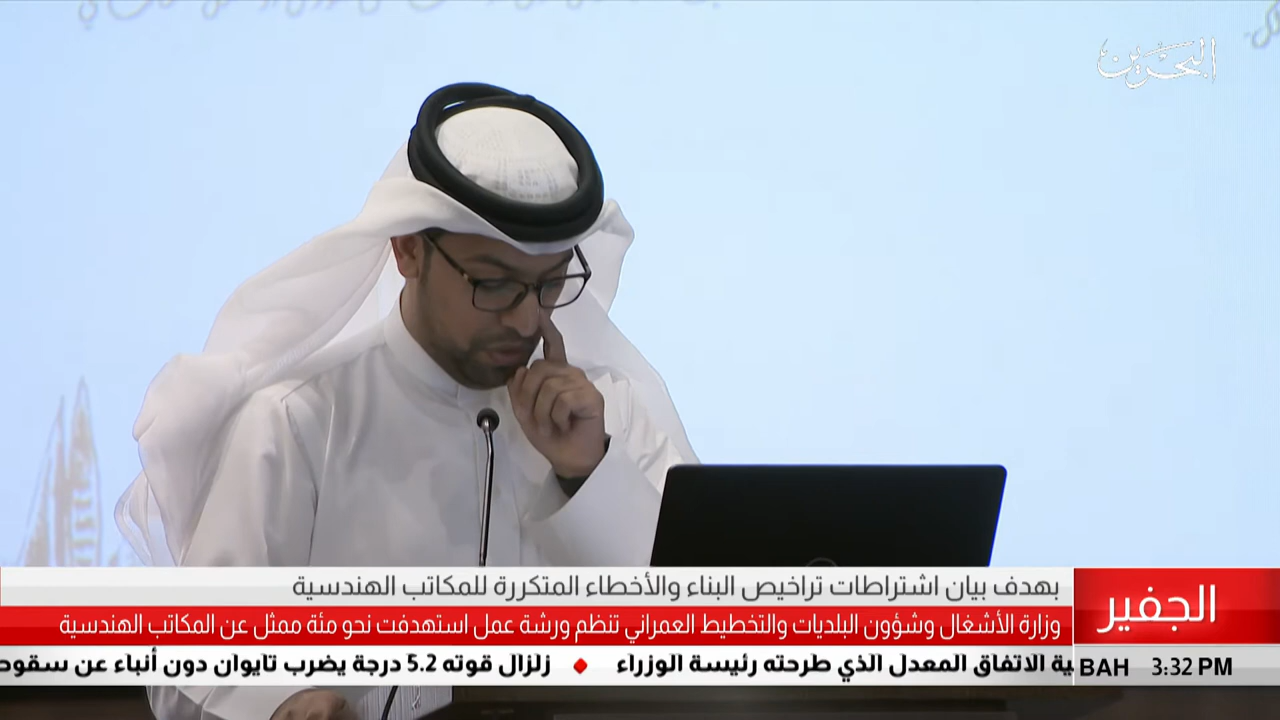 البحرين
بهدف بيان اشتراطات تراخيص البناء والأخطاء المتكررة للمكاتب الهندسية
الجفير
وزارة الأشغال وشؤون البلديات والتخطيط العمراني تنظم ورشة عمل استهدفت نحو مئة ممثل عن المكاتب الهندسية
BAH 3:32 PM
الاتفاق المعدل الذي طرحته رئيسة الوزراء ♦ زلزال قوته 5.2 درجة يضرب تايوان دون أنباء عن